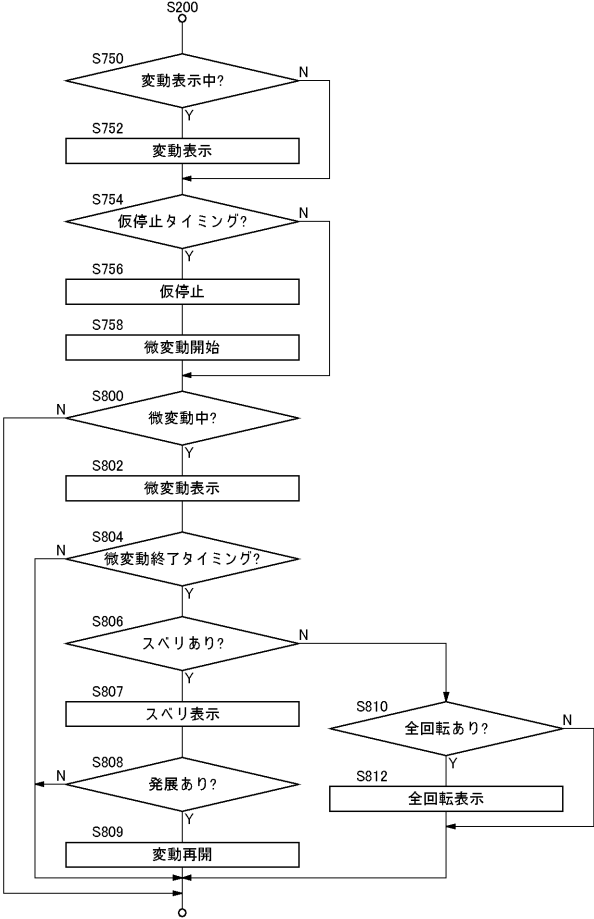 S200
S750
変動表示中?
N
Y
S752
変動表示
S754
仮停止タイミング?
N
Y
S756
仮停止
S758
微変動開始
S800
微変動中?
N
Y
S802
微変動表示
S804
微変動終了タイミング?
N
Y
S806
スベリあり?
N
Y
S807
スベリ表示
S810
全回転あり?
N
Y
S808
発展あり?
N
Y
S812
全回転表示
S809
変動再開